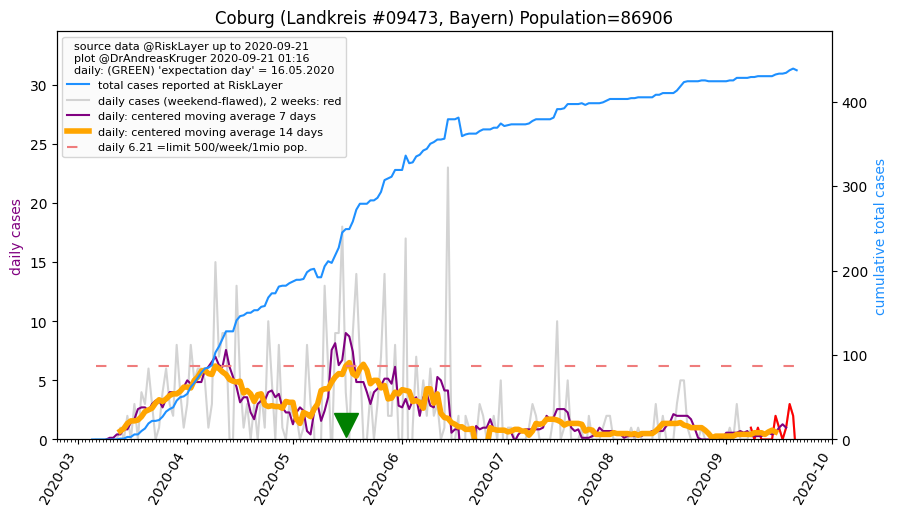 Coburg (Landkreis #09473, Bayern) Population=86906
source data @RiskLayer up to 2020-09-21
plot @DrAndreasKruger 2020-09-21 01:16
daily: (GREEN) 'expectation day' = 16.05.2020
total cases reported at RiskLayer
daily cases (weekend-flawed), 2 weeks: red
daily: centered moving average 7 days
daily: centered moving average 14 days
daily 6.21 =limit 500/week/1mio pop.
daily cases
30
25
20
15
10
5
0
cumulative total cases
400
300
200
100
0
2020-03
2020-04
2020-05
2020-06
2020-07
2020-08
2020-09
2020-10